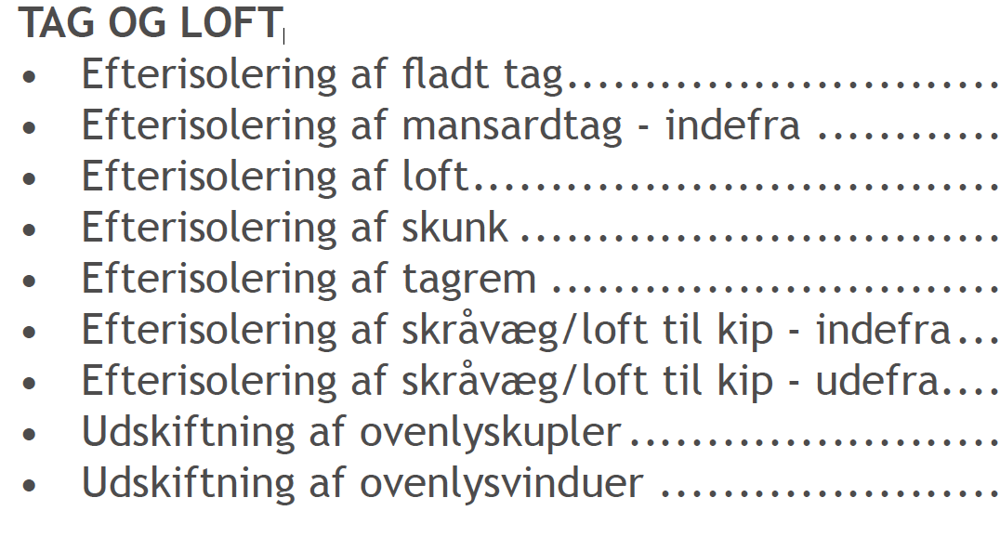 TAG OG LOFT
• Efterisolering af fladt tag............................
• Efterisolering af mansardtag - indefra ............
• Efterisolering af loft..................................
• Efterisolering af skunk ...............................
• Efterisolering af tagrem .............................
• Efterisolering af skråvæg/loft til kip - indefra...
• Efterisolering af skråvæg/loft til kip - udefra....
• Udskiftning af ovenlyskupler........................
• Udskiftning af ovenlysvinduer ......................